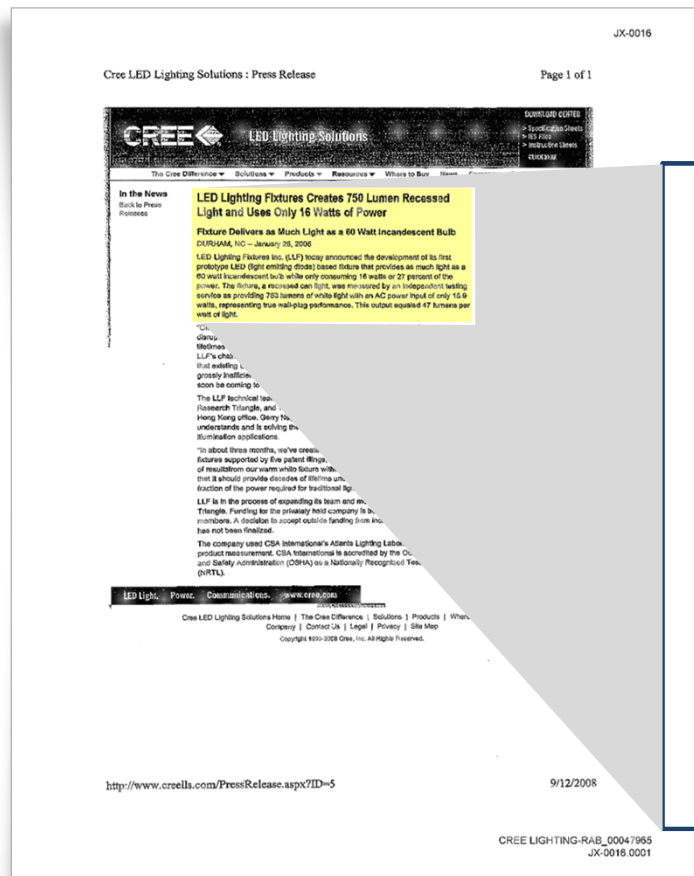 JX-0016
Cree LED Lighting Solutions : Press Release Page 1 of 1
CREE LED Lighting Solutions
DOWNLOAD CENTER
> Specification Sheets
> IES Files
> Instruction Sheets
CLICK HERE
The Cree Difference Solutions Products Resources Where to Buy News
In the News
Back to Press
Releases
LED Lighting Fixtures Creates 750 Lumen Recessed
Light and Uses Only 16 Watts of Power
Fixture Delivers as Much Light as a 60 Watt Incandescent Bulb
DURHAM, NC – January 26, 2006
LED Lighting Fixtures Inc. (LLF) today announced the development of its first
prototype LED (light emitting diode) based fixture that provides as much light as a
60 watt incandescent bulb while only consuming 16 watts or 27 percent of the
power. The fixture, a recessed can light, was measured by an independent testing
service as providing 753 lumens of white light with an AC power input of only 15.9
watts, representing true wall-plug performance. This output equaled 47 lumens per
watt of light.
lifetimes
LLF's
that existing
grossly
soon be coming to
The LLF technical
Research Triangle, and
Hong Kong office. Gerry
understands and is solving the
illumination applications.
"In about three months, we've
fixtures supported by five patent filings,
of results from our warm white fixture
that it should provide decades of lifetime
fraction of the power required for traditional
LLF is in the process of expanding its team and
Triangle. Funding for the privately held company is
members. A decision to accept outside funding from
has not been finalized.
The company used CSA International's Atlanta Lighting
product measurement. CSA International is accredited by the
and Safety Administration (OSHA) as a Nationally Recognized
(NRTL).
LED Light. Power. Communications. www.cree.com
Cree LED Lighting Solutions Home | The Cree Difference | Solutions | Products |
Company | Contact Us | Legal | Privacy | Site Map
Copyright 1999-2008 Cree, Inc. All Rights Reserved.
http://www.creells.com/PressRelease.aspx?ID=5 9/12/2008
CREE LIGHTING-RAB_00047965
JX-0016.0001